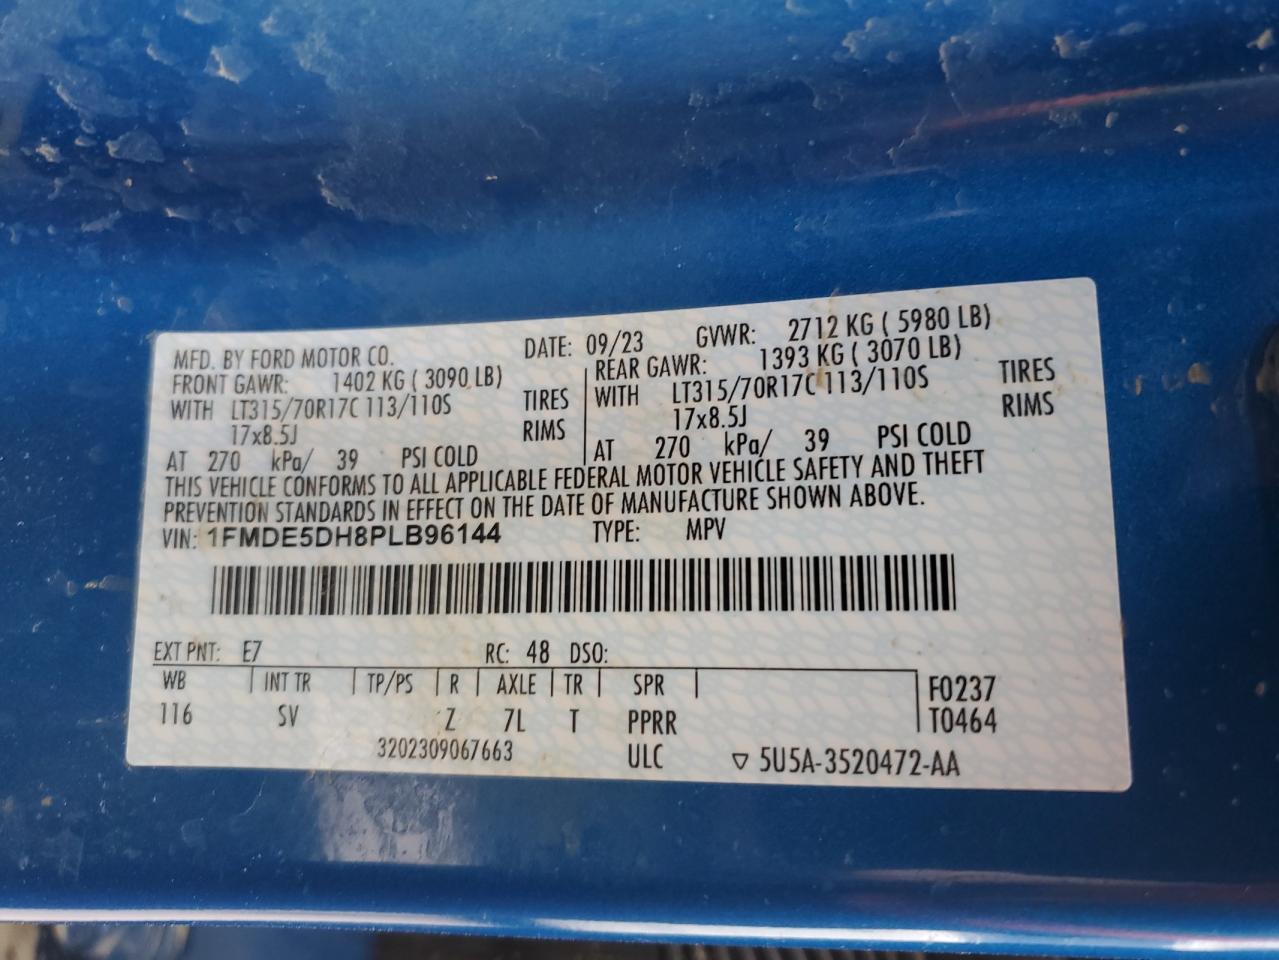 MFD. BY FORD MOTOR CO. DATE: 09/23 GVWR: 2712 KG ( 5980 LB)
FRONT GAWR: 1402 KG ( 3090 LB) REAR GAWR: 1393 KG ( 3070 LB)
WITH LT315/70R17C 113/110S TIRES WITH LT315/70R17C 113/110S TIRES
17x8.5J RIMS 17x8.5J RIMS
AT 270 kPa/ 39 PSI COLD AT 270 kPa/ 39 PSI COLD
THIS VEHICLE CONFORMS TO ALL APPLICABLE FEDERAL MOTOR VEHICLE SAFETY AND THEFT
PREVENTION STANDARDS IN EFFECT ON THE DATE OF MANUFACTURE SHOWN ABOVE.
VIN: 1FMDE5DH8PLB96144 TYPE: MPV
EXT PNT: E7 RC: 48 DSO:
WB INT TR TP/PS R AXLE TR SPR F0237
116 SV Z 7L T PPRR T0464
3202309067663 ULC ▽ 5U5A-3520472-AA